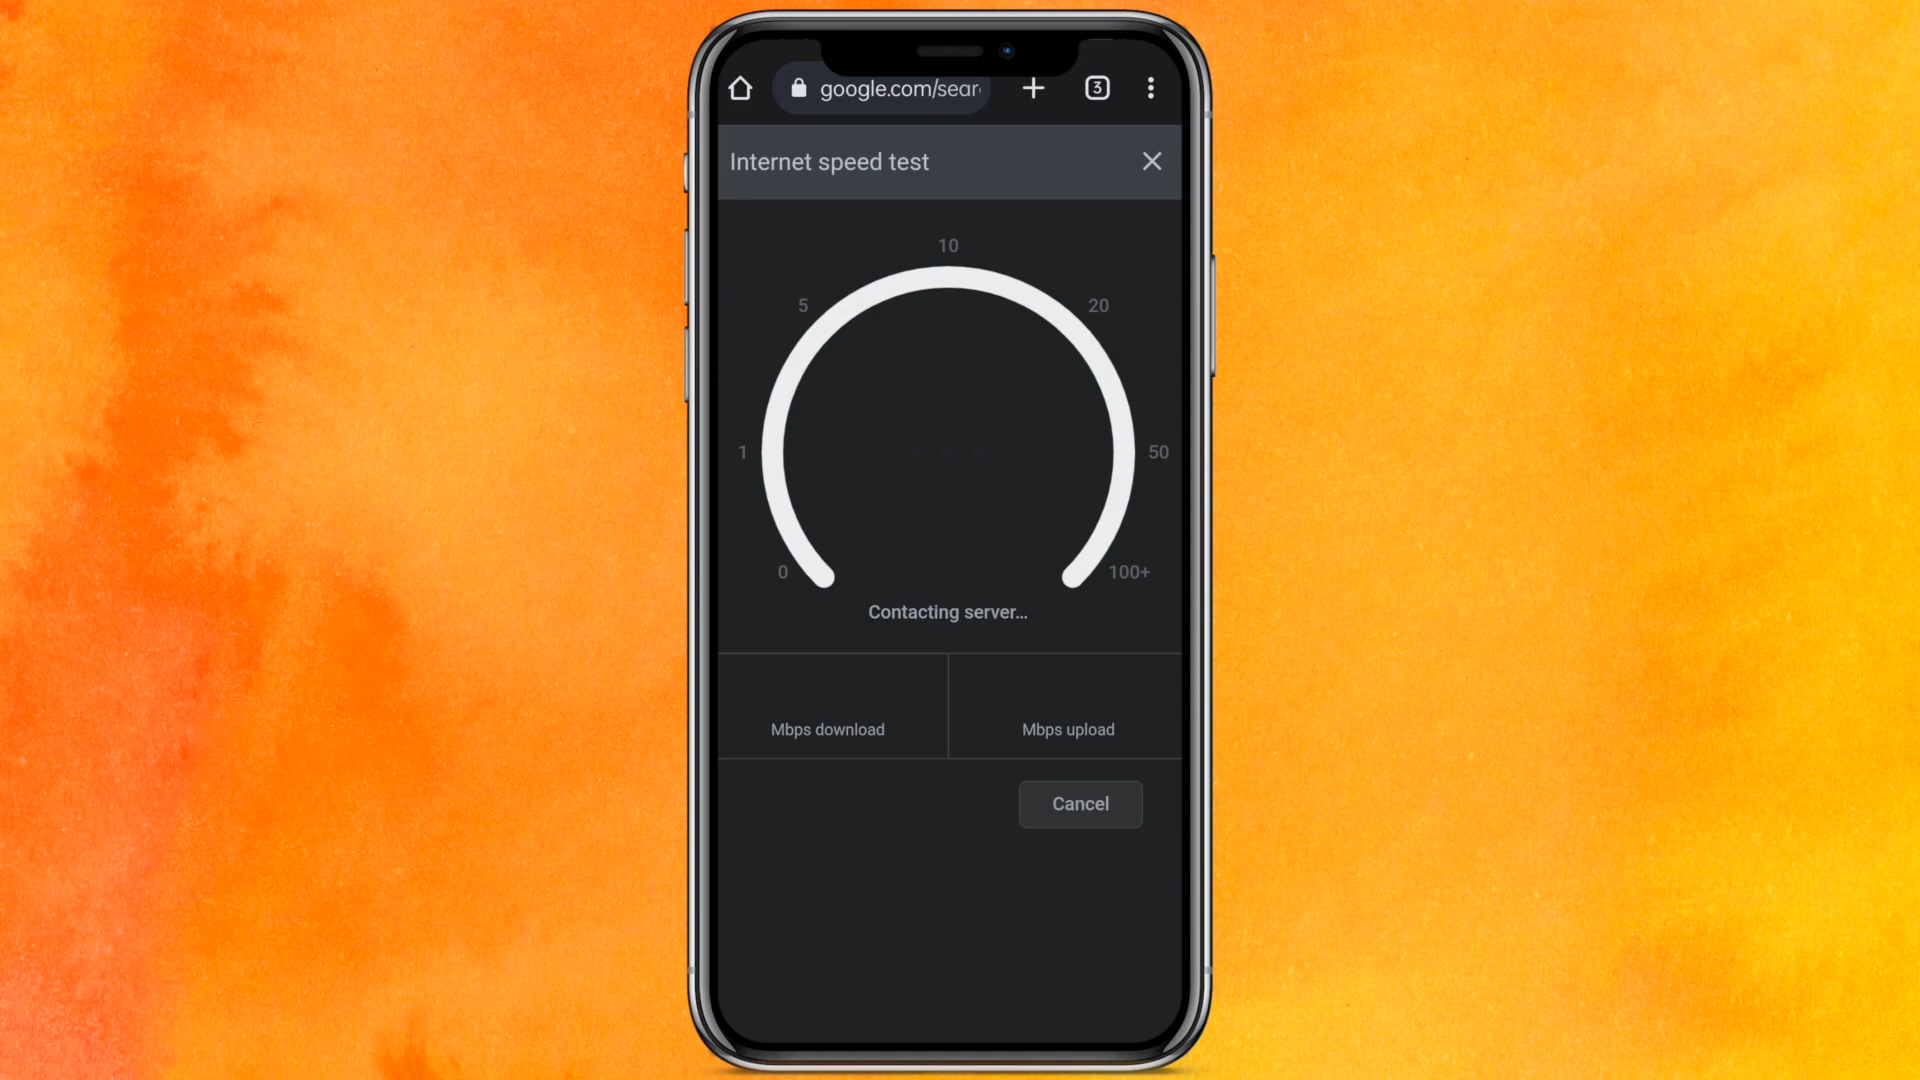 google.com/sear
3
Internet speed test
10
5
20
1
50
0
100+
Contacting server...
Mbps download
Mbps upload
Cancel